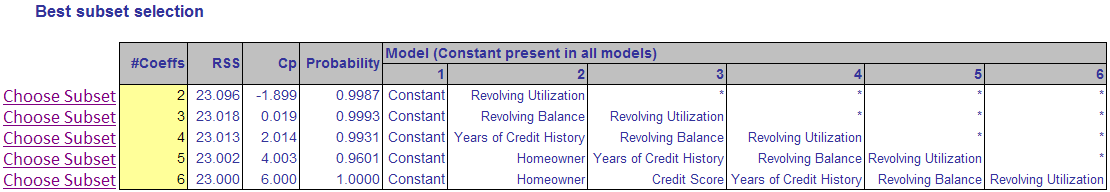 Best subset selection
#Coeffs RSS Cp Probability Model (Constant present in all models)
1 2 3 4 5 6
Choose Subset 2 23.096 -1.899 0.9987 Constant Revolving Utilization * * * *
Choose Subset 3 23.018 0.019 0.9993 Constant Revolving Balance Revolving Utilization * * *
Choose Subset 4 23.013 2.014 0.9931 Constant Years of Credit History Revolving Balance Revolving Utilization * *
Choose Subset 5 23.002 4.003 0.9601 Constant Homeowner Years of Credit History Revolving Balance Revolving Utilization *
Choose Subset 6 23.000 6.000 1.0000 Constant Homeowner Credit Score Years of Credit History Revolving Balance Revolving Utilization